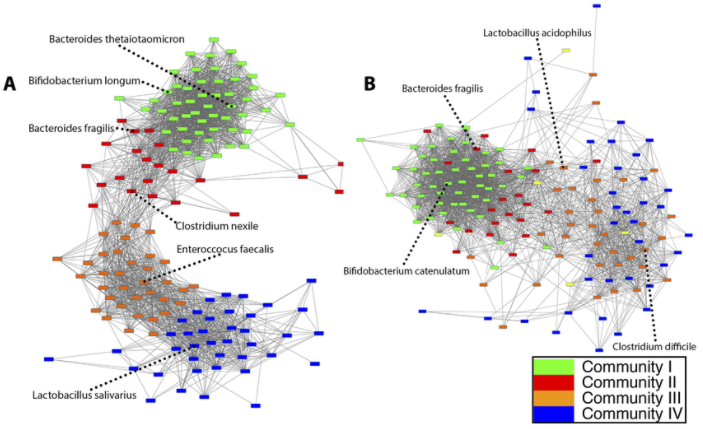 Lactobacillus acidophilus
Bacteroides thetaiotaomicron
A
Bifidobacterium longum
B
Bacteroides fragilis
Bacteroides fragilis
Clostridium nexile
Enteroccocus faecalis
Bifidobacterium catenulatum
Clostridium difficile
Lactobacillus salivarius
Community I
Community II
Community III
Community IV